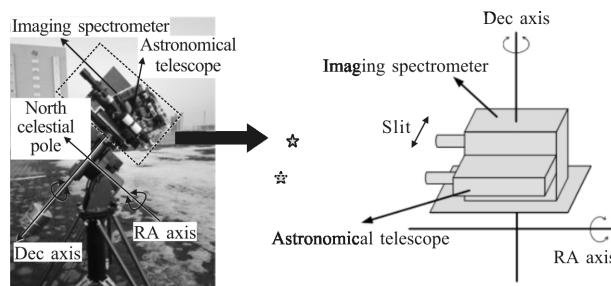 Imaging spectrometer
Astronomical
telescope
North
celestial
pole
RA axis
Dec axis
Dec axis
Imaging
spectrometer
Slit
Astronomical telescope
RA axis